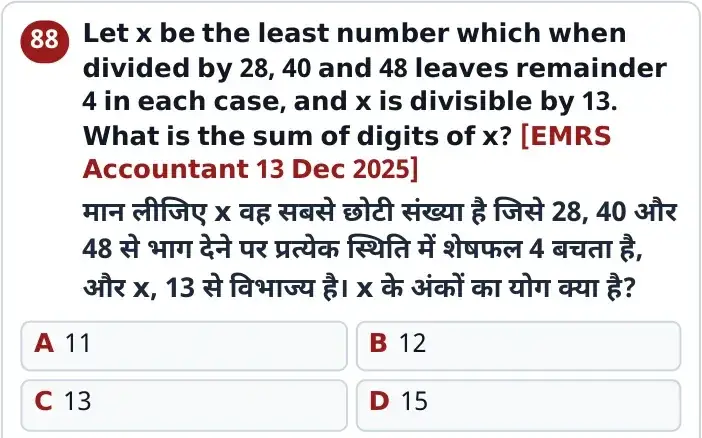 88 Let x be the least number which when
divided by 28, 40 and 48 leaves remainder
4 in each case, and x is divisible by 13.
What is the sum of digits of x? [EMRS
Accountant 13 Dec 2025]
मान लीजिए x वह सबसे छोटी संख्या है जिसे 28, 40 और
48 से भाग देने पर प्रत्येक स्थिति में शेषफल 4 बचता है,
और x, 13 से विभाज्य है। x के अंकों का योग क्या है?
A 11
B 12
C 13
D 15